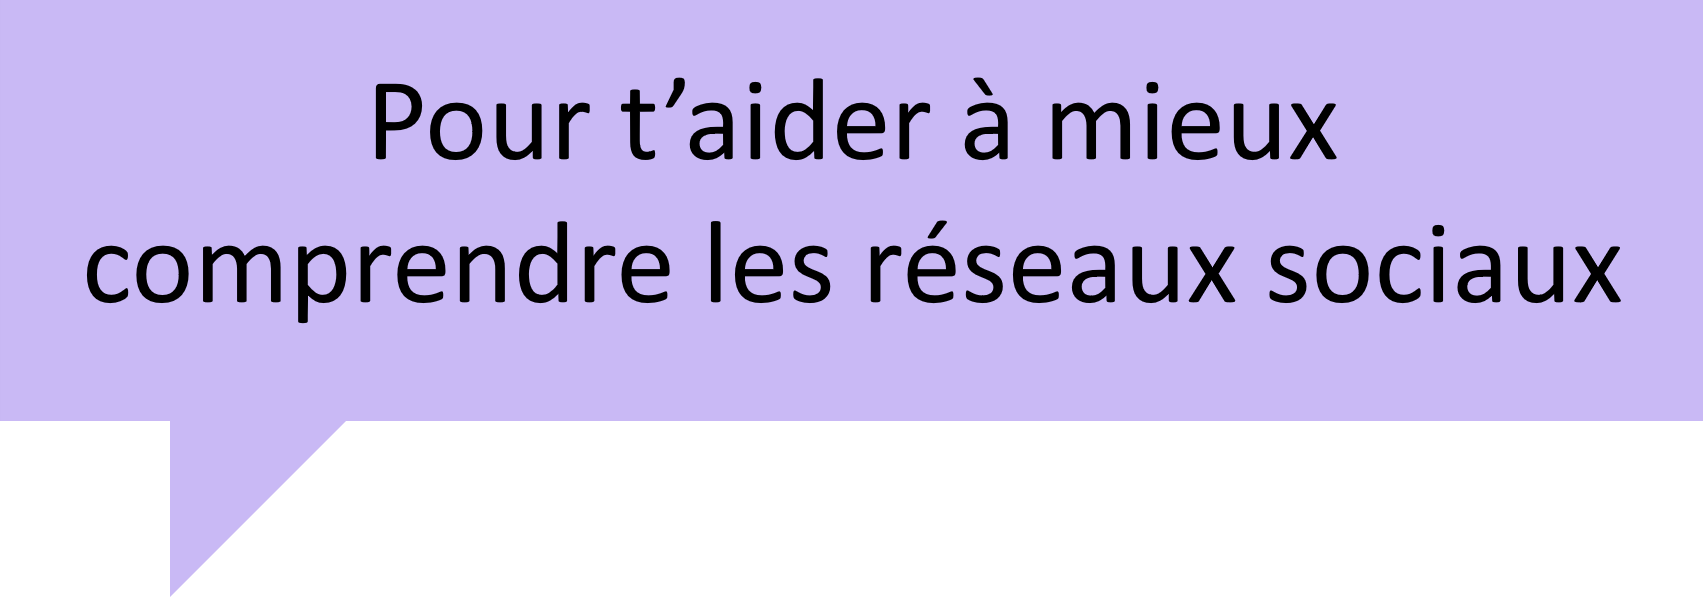 Pour t’aider à mieux
comprendre les réseaux sociaux